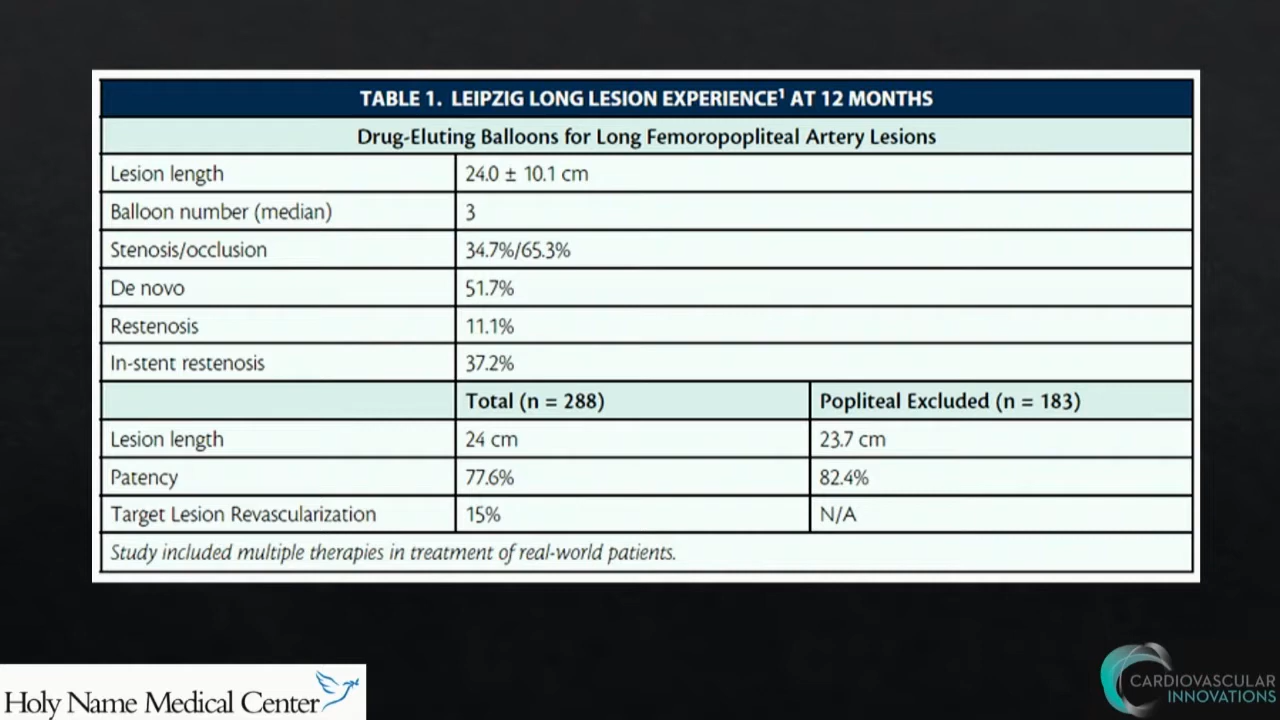 TABLE 1. LEIPZIG LONG LESION EXPERIENCE¹ AT 12 MONTHS
Drug-Eluting Balloons for Long Femoropopliteal Artery Lesions
Lesion length 24.0 ± 10.1 cm
Balloon number (median) 3
Stenosis/occlusion 34.7%/65.3%
De novo 51.7%
Restenosis 11.1%
In-stent restenosis 37.2%
Total (n = 288) Popliteal Excluded (n = 183)
Lesion length 24 cm 23.7 cm
Patency 77.6% 82.4%
Target Lesion Revascularization 15% N/A
Study included multiple therapies in treatment of real-world patients.
Holy Name Medical Center
CARDIOVASCULAR
INNOVATIONS